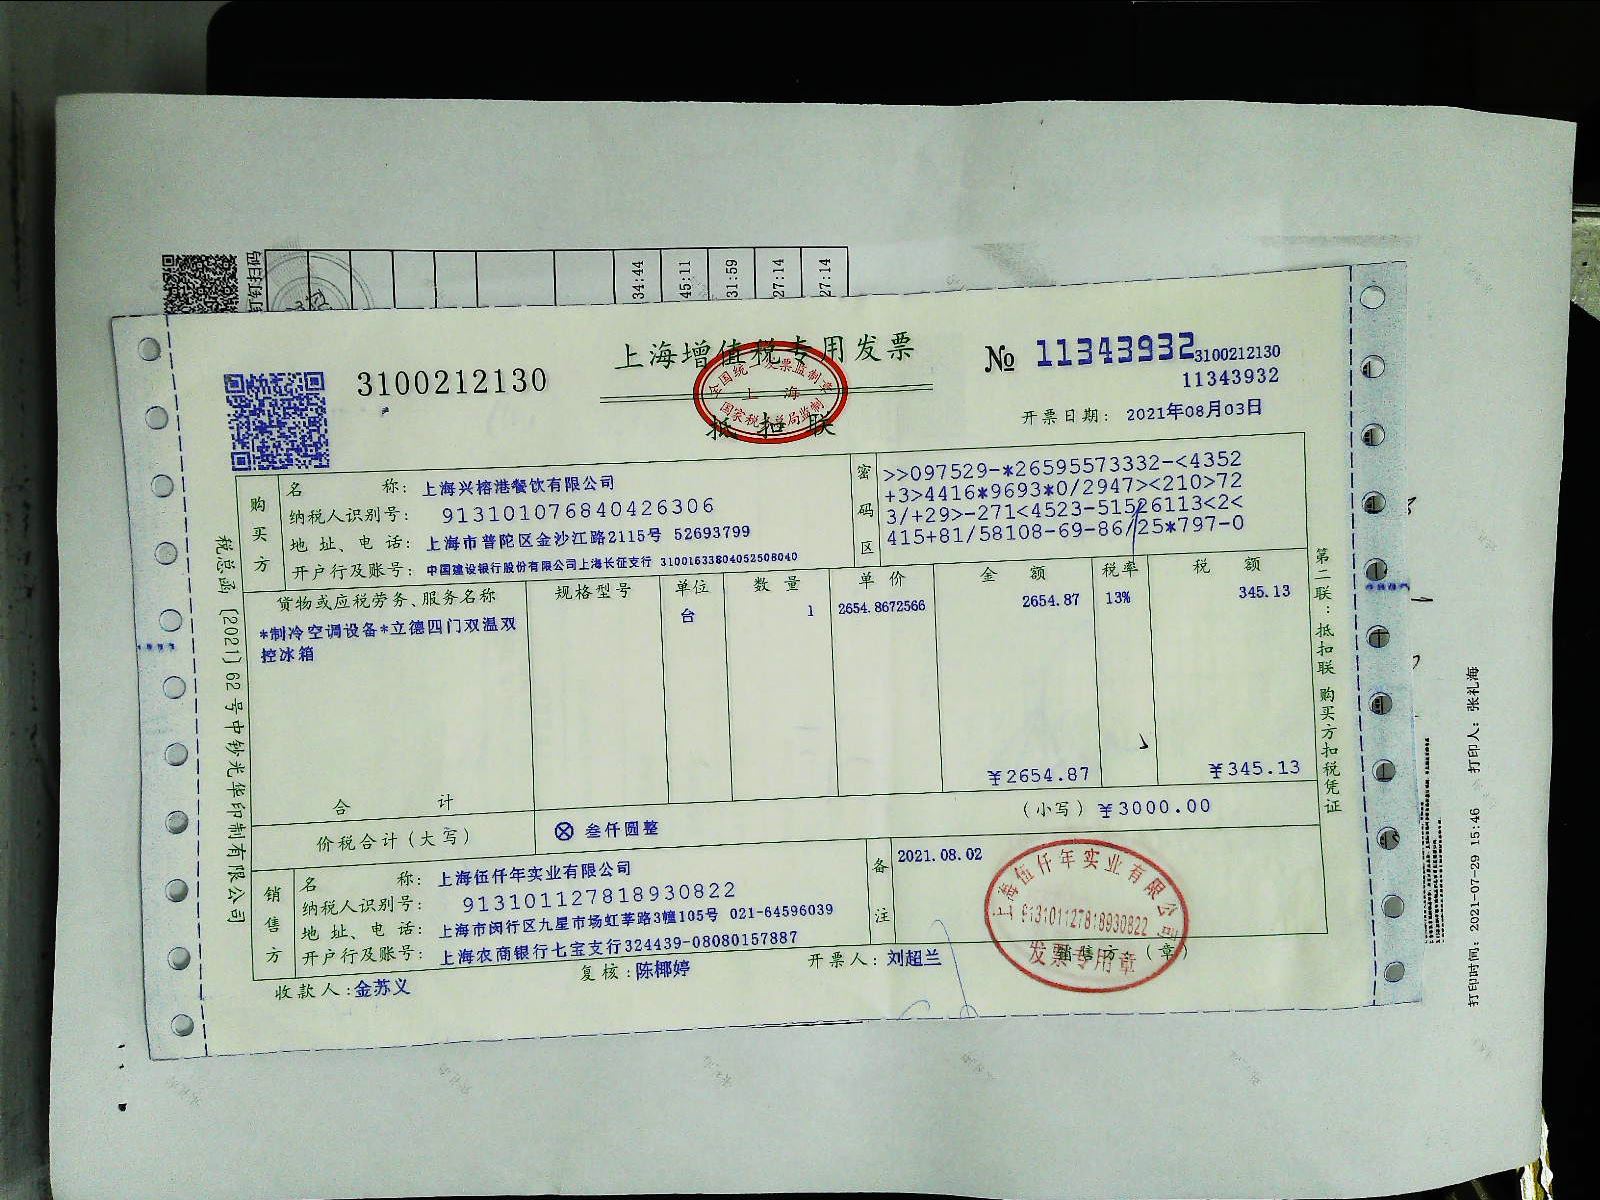 钉钉扫码
34:44
45:11
31:59
27:14
27:14
上海增值税专用发票
抵扣联
全国统一发票监制章
上海
国家税务总局监制
3100212130
№ 11343932
3100212130
11343932
开票日期： 2021年08月03日
购买方
名 称：上海兴榕港餐饮有限公司
纳税人识别号： 913101076840426306
地址、电话：上海市普陀区金沙江路2115号 52693799
开户行及账号：中国建设银行股份有限公司上海长征支行 31001633804052508040
密码区
>>097529-*26595573332-<4352
+3>4416*9693*0/2947><210>72
3/+29>-271<4523-51526113<2<
415+81/58108-69-86/25*797-0
货物或应税劳务、服务名称 规格型号 单位 数量 单价 金额 税率 税额
*制冷空调设备*立德四门双温双 台 1 2654.8672566 2654.87 13% 345.13
控冰箱
合 计 ¥2654.87 ¥345.13
价税合计（大写） ⊗ 叁仟圆整 （小写）¥3000.00
销售方
名 称：上海伍仟年实业有限公司
纳税人识别号： 913101127818930822
地址、电话：上海市闵行区九星市场虹莘路3幢105号 021-64596039
开户行及账号：上海农商银行七宝支行324439-08080157887
备注
2021.08.02
上海伍仟年实业有限公司
913101127818930822
发票专用章
收款人：金苏义 复核：陈椰婷 开票人：刘超兰 销售方：（章）
税总函〔2021〕62号中钞光华印制有限公司
第二联：抵扣联 购买方扣税凭证
打印时间：2021-07-29 15:46 打印人：张礼海